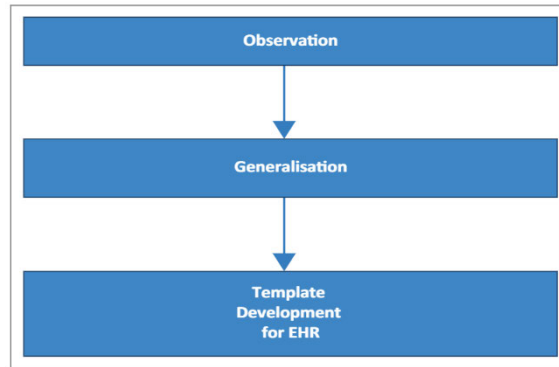 Observation
Generalisation
Template
Development
for EHR